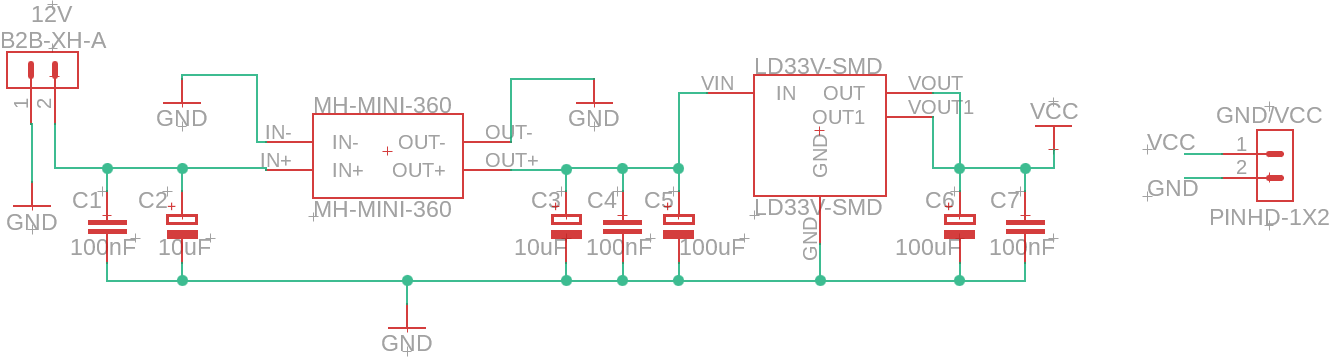 12V
B2B-XH-A
1
2
GND
GND
MH-MINI-360
IN-
IN+
IN-
IN+
OUT-
OUT+
OUT-
OUT+
MH-MINI-360
GND
C1
100nF
C2
10uF
C3
10uF
C4
100nF
C5
100uF
GND
VIN
LD33V-SMD
IN
OUT
OUT1
GND
VOUT
VOUT1
LD33V-SMD
GND
C6
100uF
C7
100nF
VCC
GND/VCC
VCC
1
2
GND
PINHD-1X2